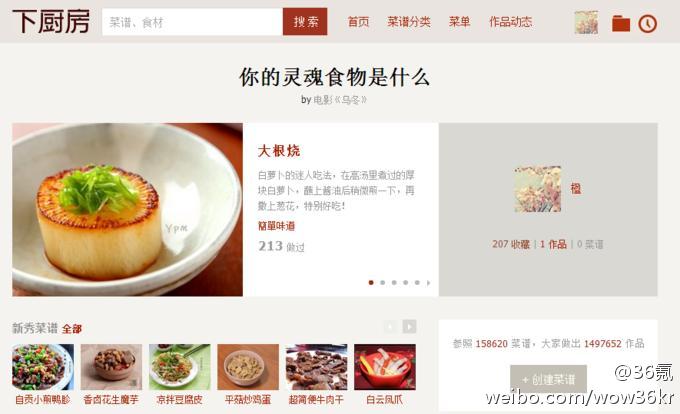 下厨房
菜谱、食材
搜索
首页 菜谱分类 菜单 作品动态
你的灵魂食物是什么
by 电影《乌冬》
大根烧
白萝卜的迷人吃法,在高汤里煮过的厚
块白萝卜,蘸上酱油后稍微煎一下,再
撒上葱花,特别好吃!
簡單味道
213 做过
Ypm
楹
207 收藏 | 1 作品 | 0 菜谱
新秀菜谱 全部
自贡小煎鸭胗 香卤花生魔芋 凉拌豆腐皮 平菇炒鸡蛋 超简便牛肉干 白云凤爪
参照 158620 菜谱,大家做出 1497652 作品
+ 创建菜谱
@36氪
weibo.com/wow36kr